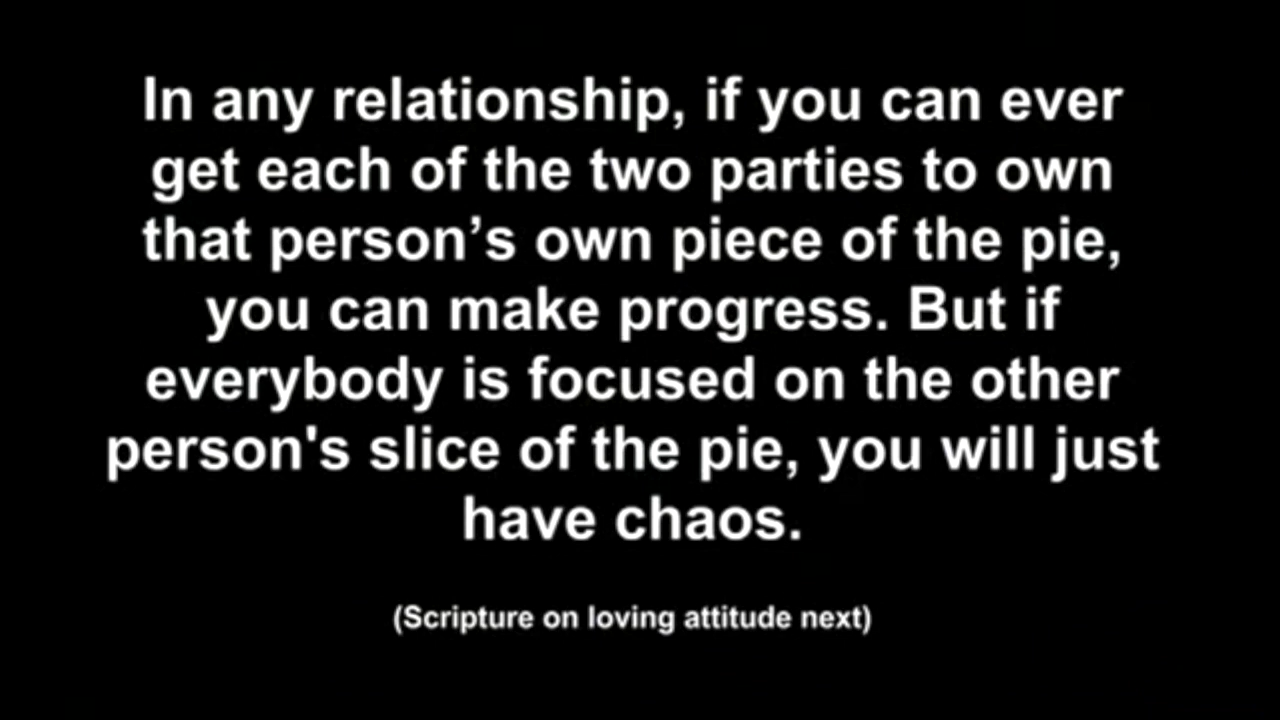 In any relationship, if you can ever
get each of the two parties to own
that person’s own piece of the pie,
you can make progress. But if
everybody is focused on the other
person's slice of the pie, you will just
have chaos.
(Scripture on loving attitude next)